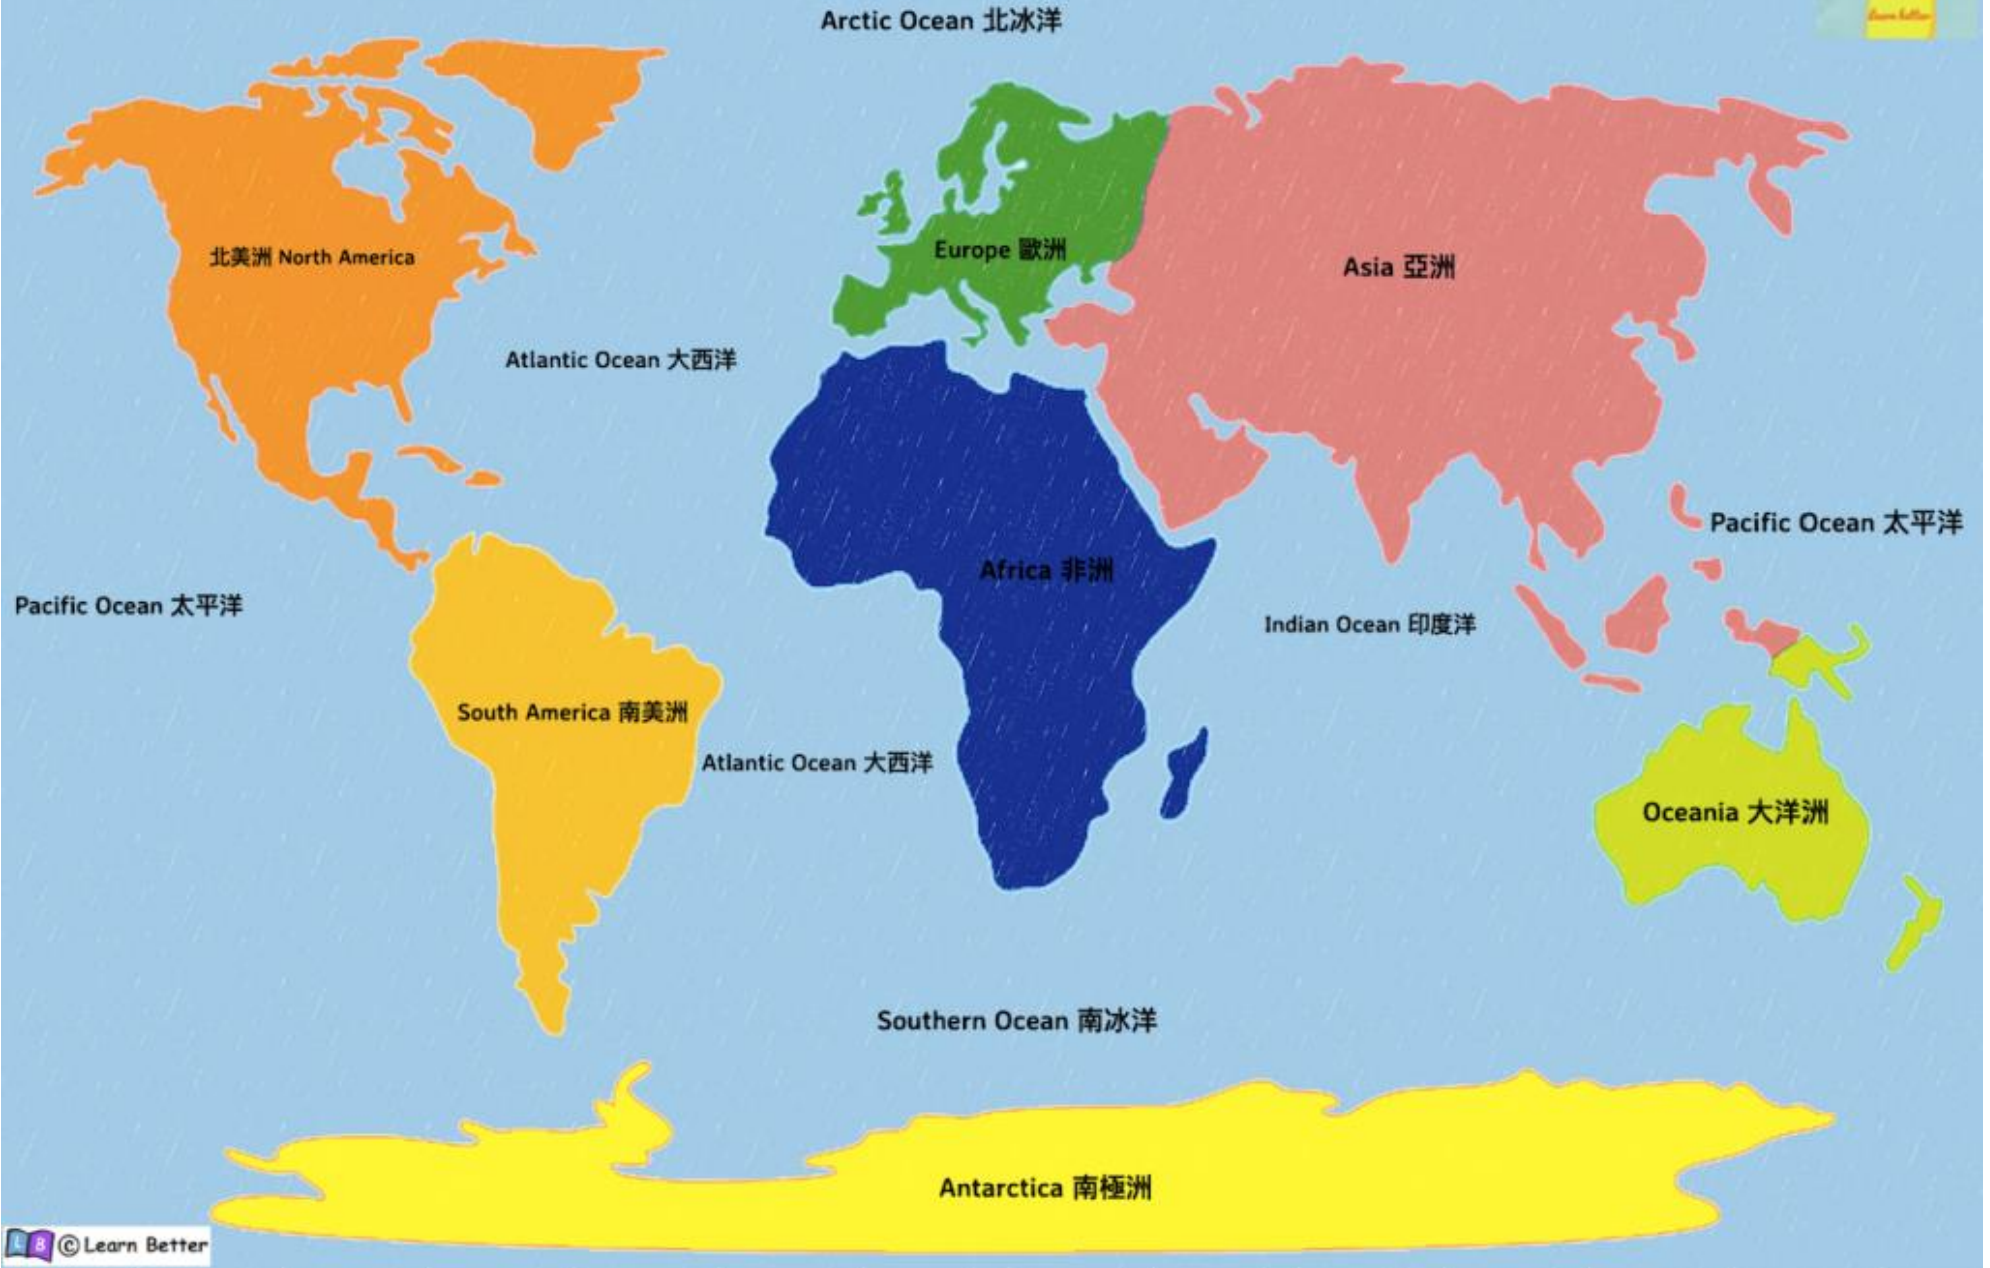 Arctic Ocean 北冰洋
Learn better
北美洲 North America
Europe 歐洲
Asia 亞洲
Atlantic Ocean 大西洋
Pacific Ocean 太平洋
Africa 非洲
Pacific Ocean 太平洋
Indian Ocean 印度洋
South America 南美洲
Atlantic Ocean 大西洋
Oceania 大洋洲
Southern Ocean 南冰洋
Antarctica 南極洲
L B © Learn Better